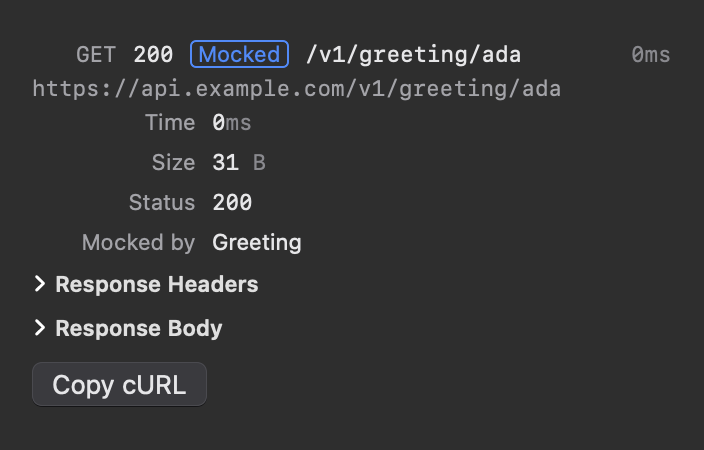 GET 200 Mocked /v1/greeting/ada 0ms
https://api.example.com/v1/greeting/ada
Time 0ms
Size 31 B
Status 200
Mocked by Greeting
Response Headers
Response Body
Copy cURL